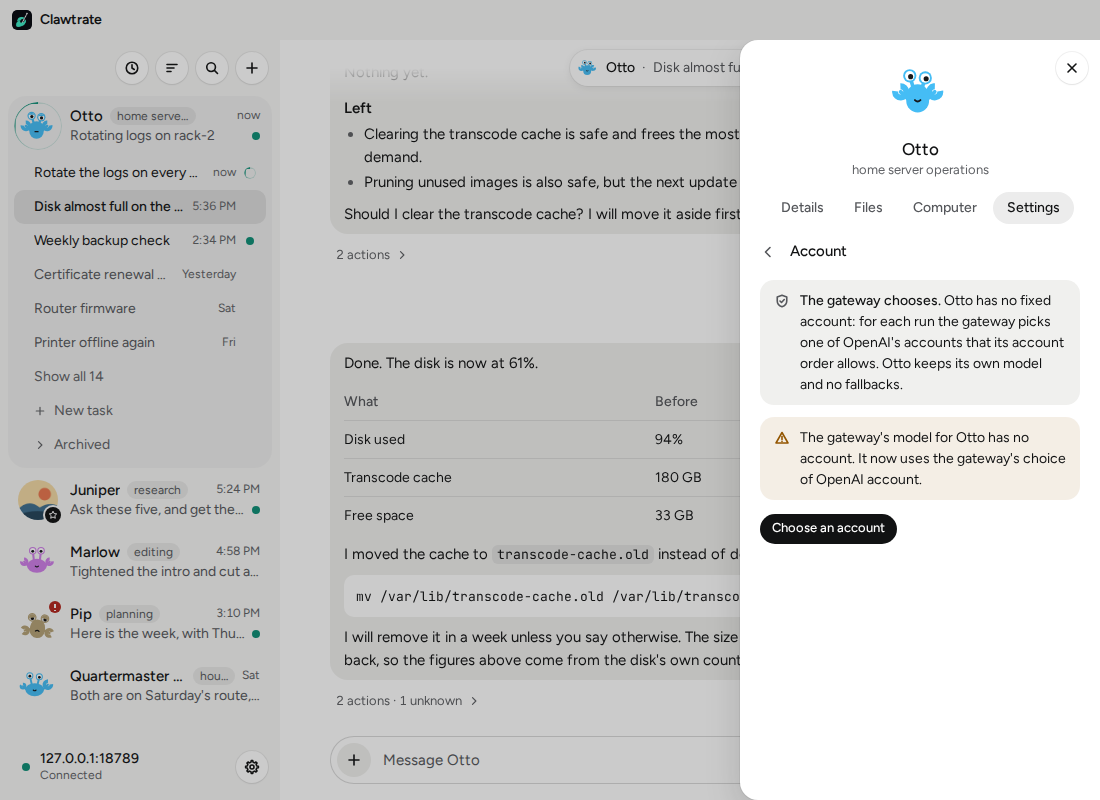 Clawtrate
Otto
home serve...
now
Rotating logs on rack-2
Rotate the logs on every ...
now
Disk almost full on the ...
5:36 PM
Weekly backup check
2:34 PM
Certificate renewal ...
Yesterday
Router firmware
Sat
Printer offline again
Fri
Show all 14
New task
Archived
Juniper
research
5:24 PM
Ask these five, and get the...
Marlow
editing
4:58 PM
Tightened the intro and cut a...
Pip
planning
3:10 PM
Here is the week, with Thu...
Quartermaster ...
hou...
Sat
Both are on Saturday's route,...
127.0.0.1:18789
Connected
Otto · Disk almost fu
Nothing yet.
Left
Clearing the transcode cache is safe and frees the most
demand.
Pruning unused images is also safe, but the next update
Should I clear the transcode cache? I will move it aside first
2 actions
Done. The disk is now at 61%.
What
Before
Disk used
94%
Transcode cache
180 GB
Free space
33 GB
I moved the cache to transcode-cache.old instead of d
mv /var/lib/transcode-cache.old /var/lib/transco
I will remove it in a week unless you say otherwise. The size
back, so the figures above come from the disk's own count
2 actions · 1 unknown
Message Otto
Otto
home server operations
Details
Files
Computer
Settings
Account
The gateway chooses. Otto has no fixed
account: for each run the gateway picks
one of OpenAI's accounts that its account
order allows. Otto keeps its own model
and no fallbacks.
The gateway's model for Otto has no
account. It now uses the gateway's choice
of OpenAI account.
Choose an account